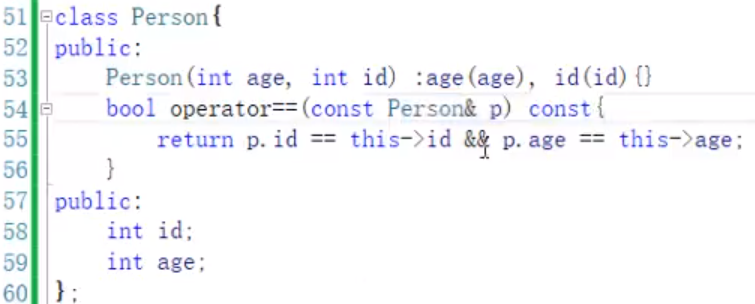 51 class Person{
52 public:
53     Person(int age, int id) :age(age), id(id){}
54     bool operator==(const Person& p) const{
55         return p.id == this->id && p.age == this->age;
56     }
57 public:
58     int id;
59     int age;
60 };